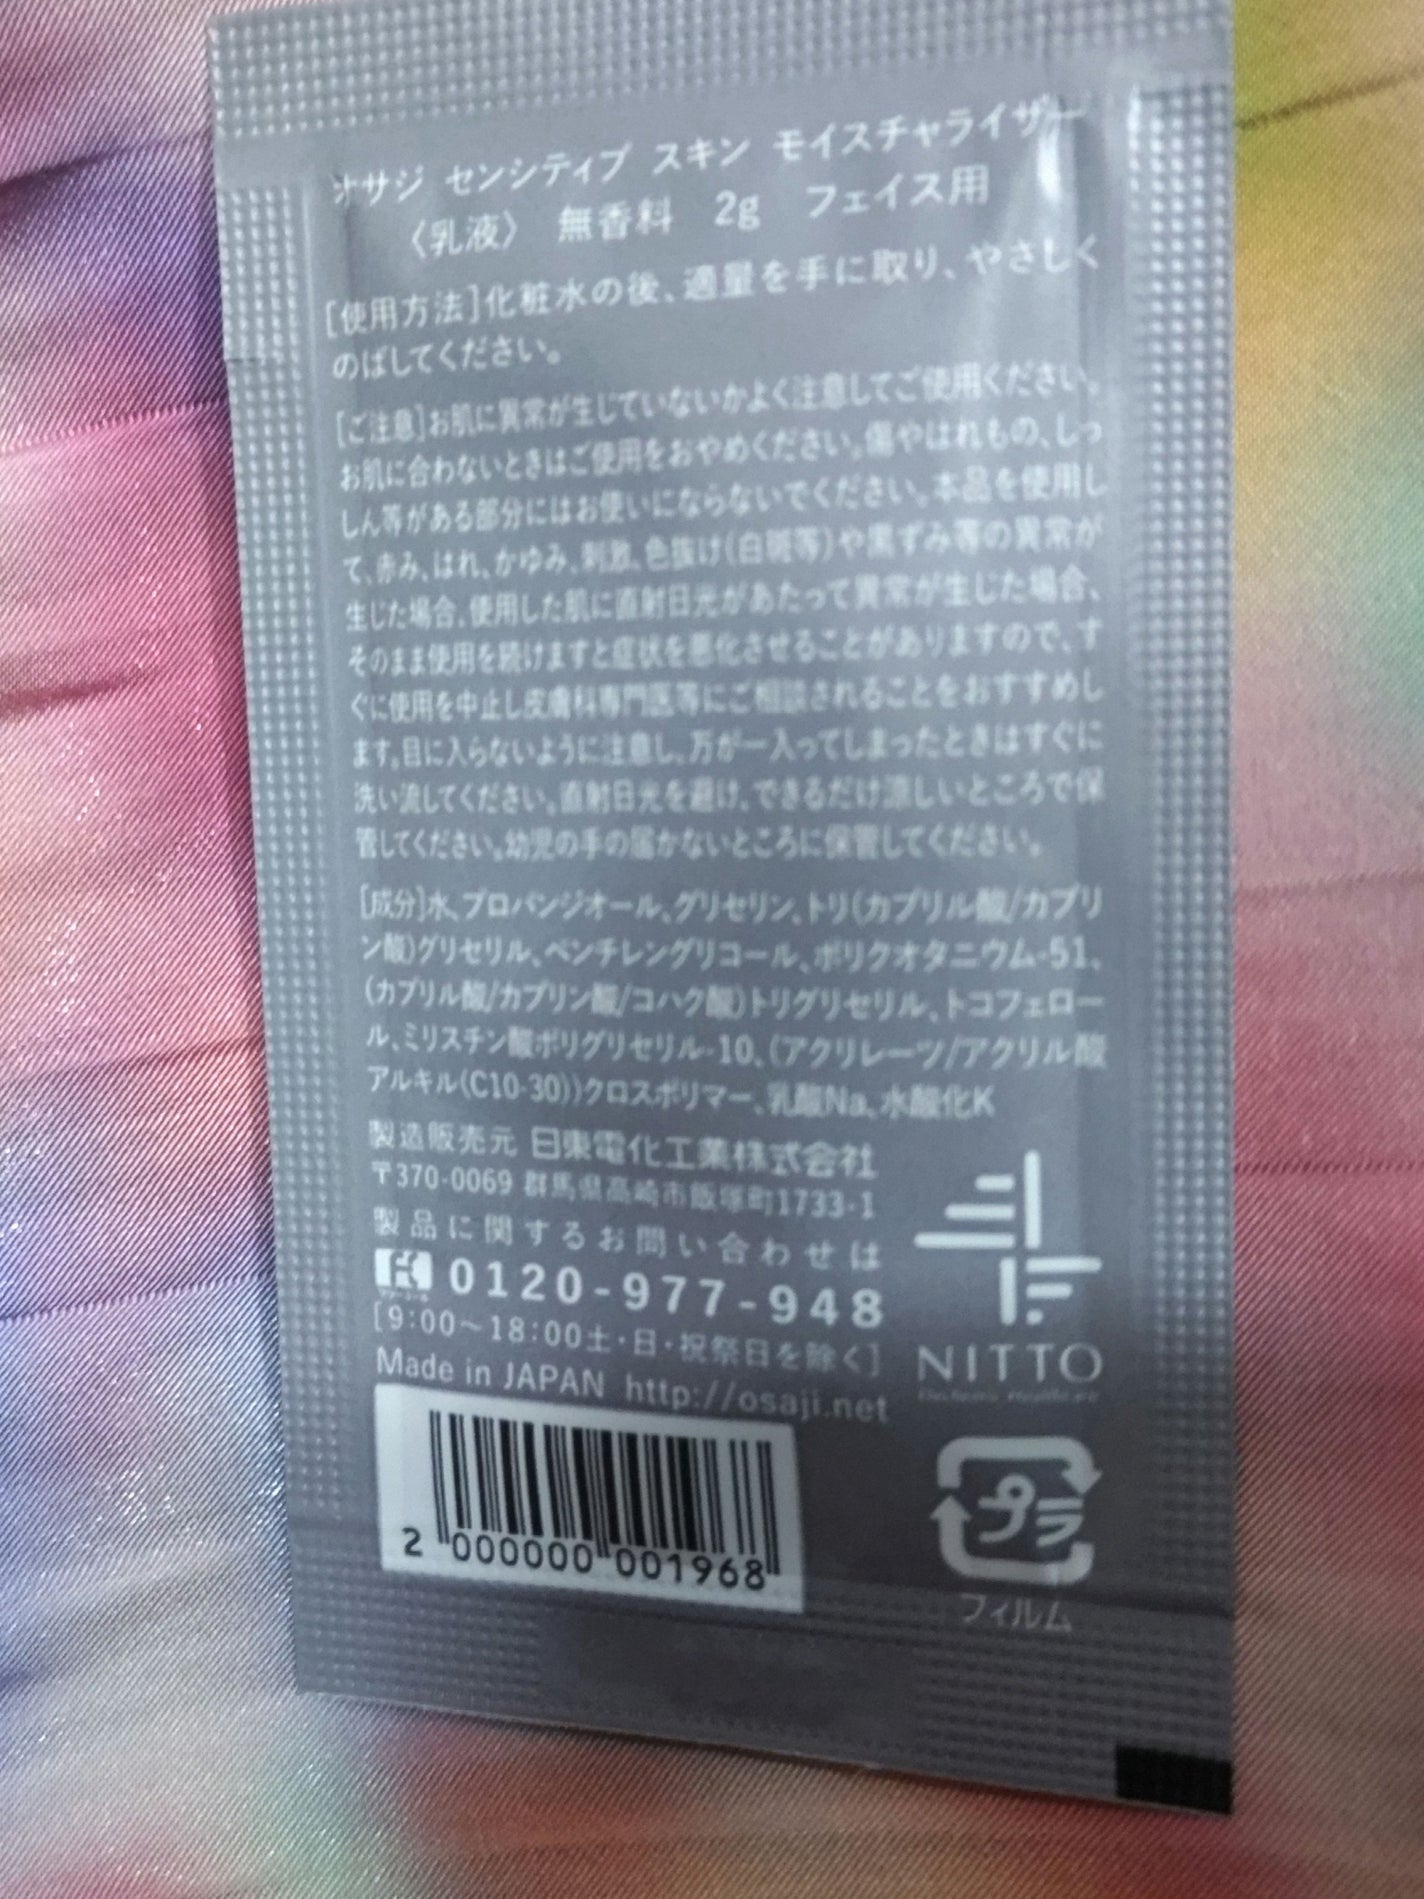 オサジ センシティブ スキン モイスチャライザー
〈乳液〉 無香料 2g フェイス用
[使用方法]化粧水の後、適量を手に取り、やさしく
のばしてください。
[ご注意]お肌に異常が生じていないかよく注意してご使用ください。
お肌に合わないときはご使用をおやめください。傷やはれもの、しっ
しん等がある部分にはお使いにならないでください。本品を使用し
て、赤み、はれ、かゆみ、刺激、色抜け(白斑等)や黒ずみ等の異常が
生じた場合、使用した肌に直射日光があたって異常が生じた場合、
そのまま使用を続けますと症状を悪化させることがありますので、す
ぐに使用を中止し皮膚科専門医等にご相談されることをおすすめし
ます。目に入らないように注意し、万が一入ってしまったときはすぐに
洗い流してください。直射日光を避け、できるだけ涼しいところで保
管してください。幼児の手の届かないところに保管してください。
[成分]水、プロパンジオール、グリセリン、トリ(カプリル酸/カプリ
ン酸)グリセリル、ペンチレングリコール、ポリクオタニウム-51、
(カプリル酸/カプリン酸/コハク酸)トリグリセリル、トコフェロー
ル、ミリスチン酸ポリグリセリル-10、(アクリレーツ/アクリル酸
アルキル(C10-30))クロスポリマー、乳酸Na、水酸化K
製造販売元 日東電化工業株式会社
〒370-0069 群馬県高崎市飯塚町1733-1
製品に関するお問い合わせは
0120-977-948
[9:00～18:00土・日・祝祭日を除く]
Made in JAPAN http://osaji.net
NITTO
2 000000 001968
プラ
フィルム